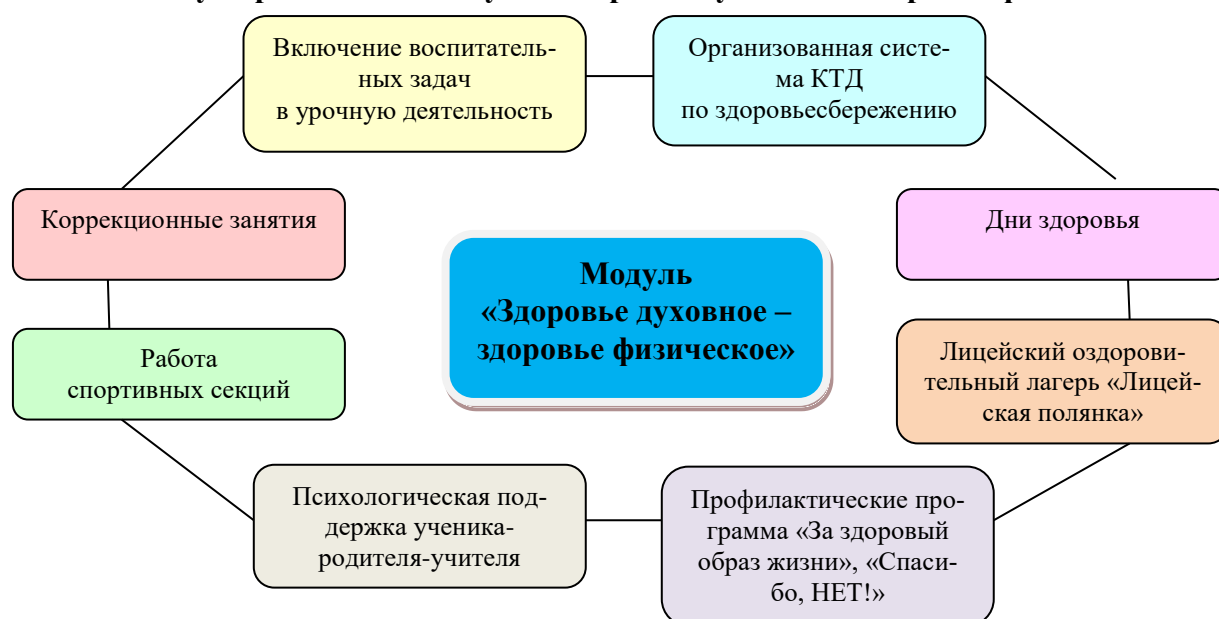 Включение воспитатель-
ных задач
в урочную деятельность
Организованная систе-
ма КТД
по здоровьесбережению
Коррекционные занятия
Дни здоровья
Модуль
«Здоровье духовное –
здоровье физическое»
Работа
спортивных секций
Лицейский оздорови-
тельный лагерь «Лицей-
ская полянка»
Психологическая под-
держка ученика-
родителя-учителя
Профилактические про-
грамма «За здоровый
образ жизни», «Спаси-
бо, НЕТ!»